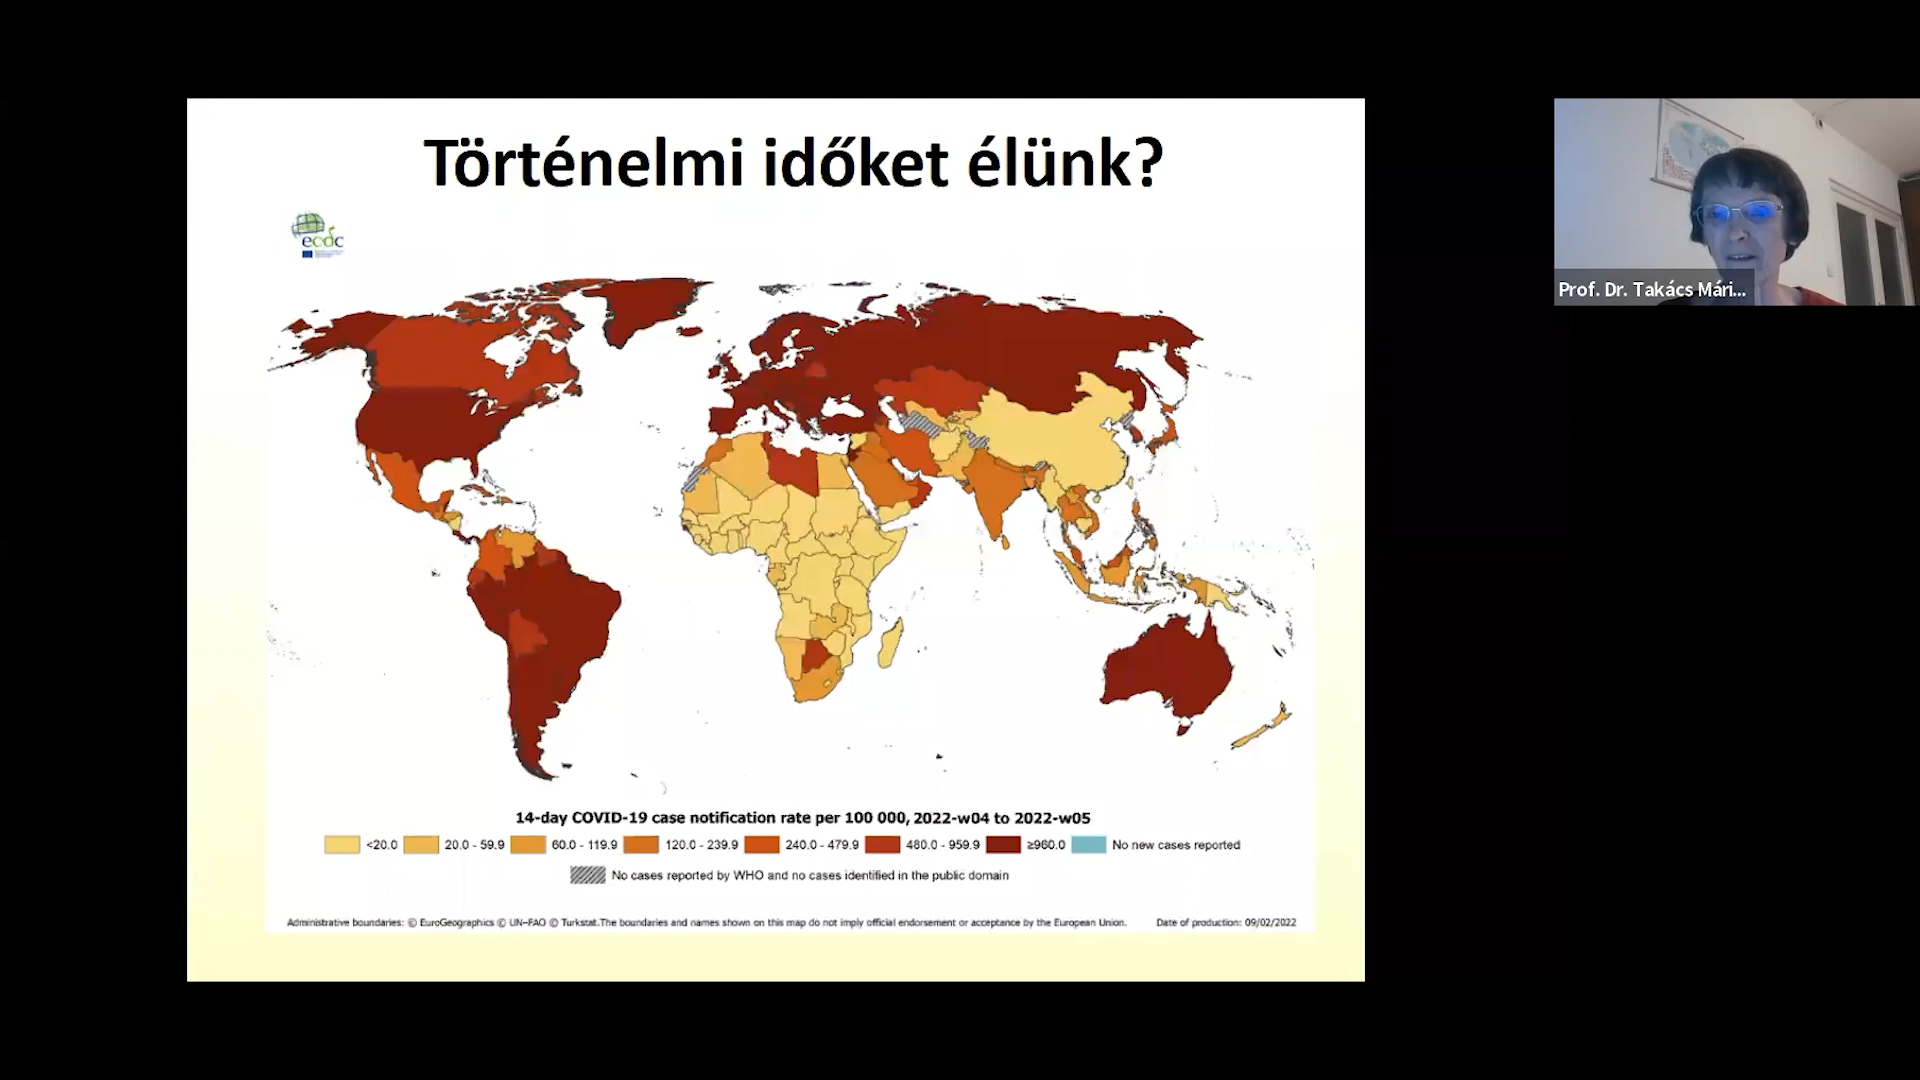 Történelmi időket élünk?
ecdc
Prof. Dr. Takács Mári...
14-day COVID-19 case notification rate per 100 000, 2022-w04 to 2022-w05
<20.0 20.0 - 59.9 60.0 - 119.9 120.0 - 239.9 240.0 - 479.9 480.0 - 959.9 ≥960.0 No new cases reported
No cases reported by WHO and no cases identified in the public domain
Administrative boundaries: © EuroGeographics © UN–FAO © Turkstat.The boundaries and names shown on this map do not imply official endorsement or acceptance by the European Union. Date of production: 09/02/2022